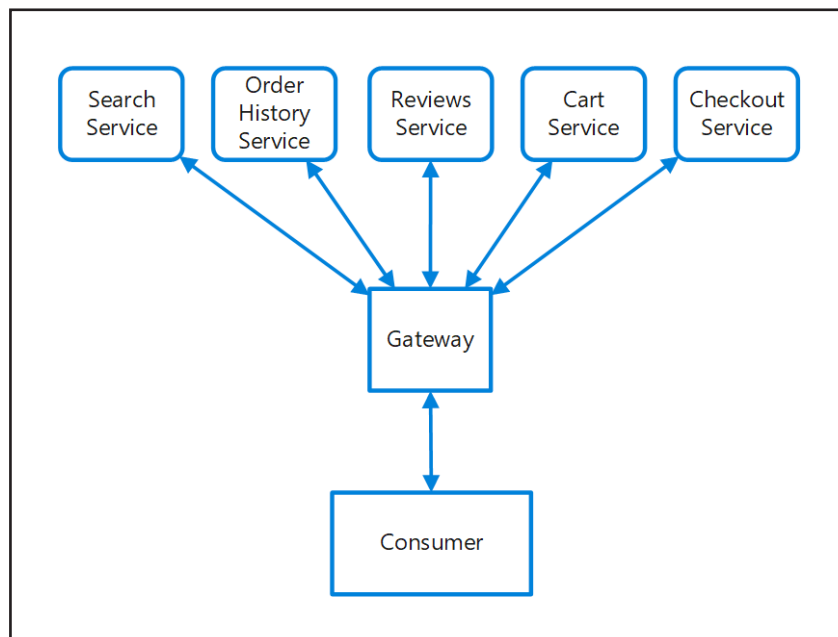 Search
Service
Order
History
Service
Reviews
Service
Cart
Service
Checkout
Service
Gateway
Consumer